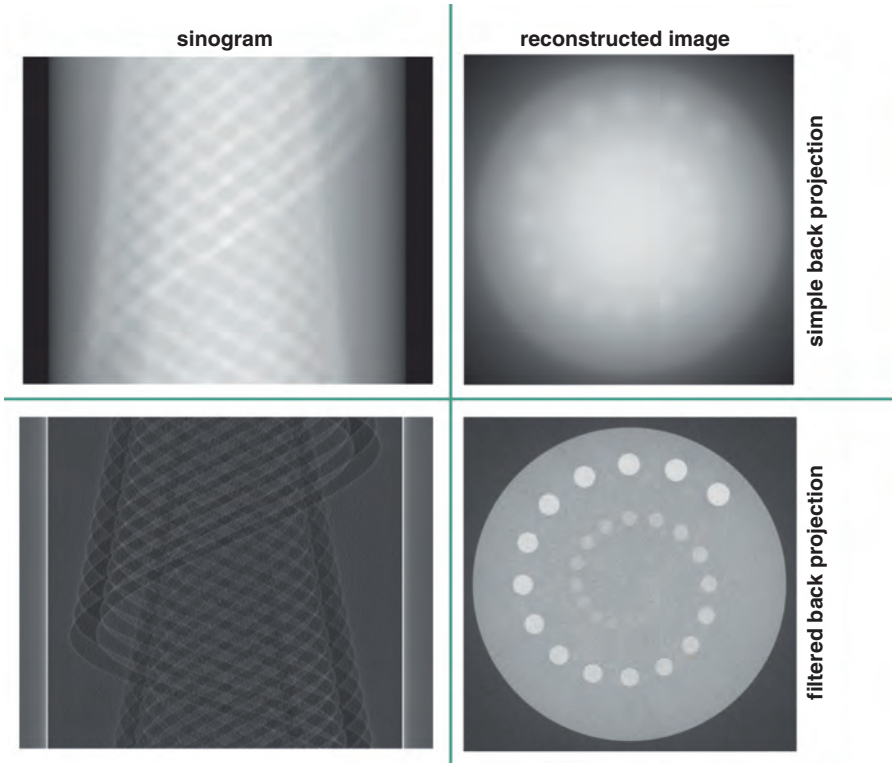 sinogram
reconstructed image
simple back projection
filtered back projection